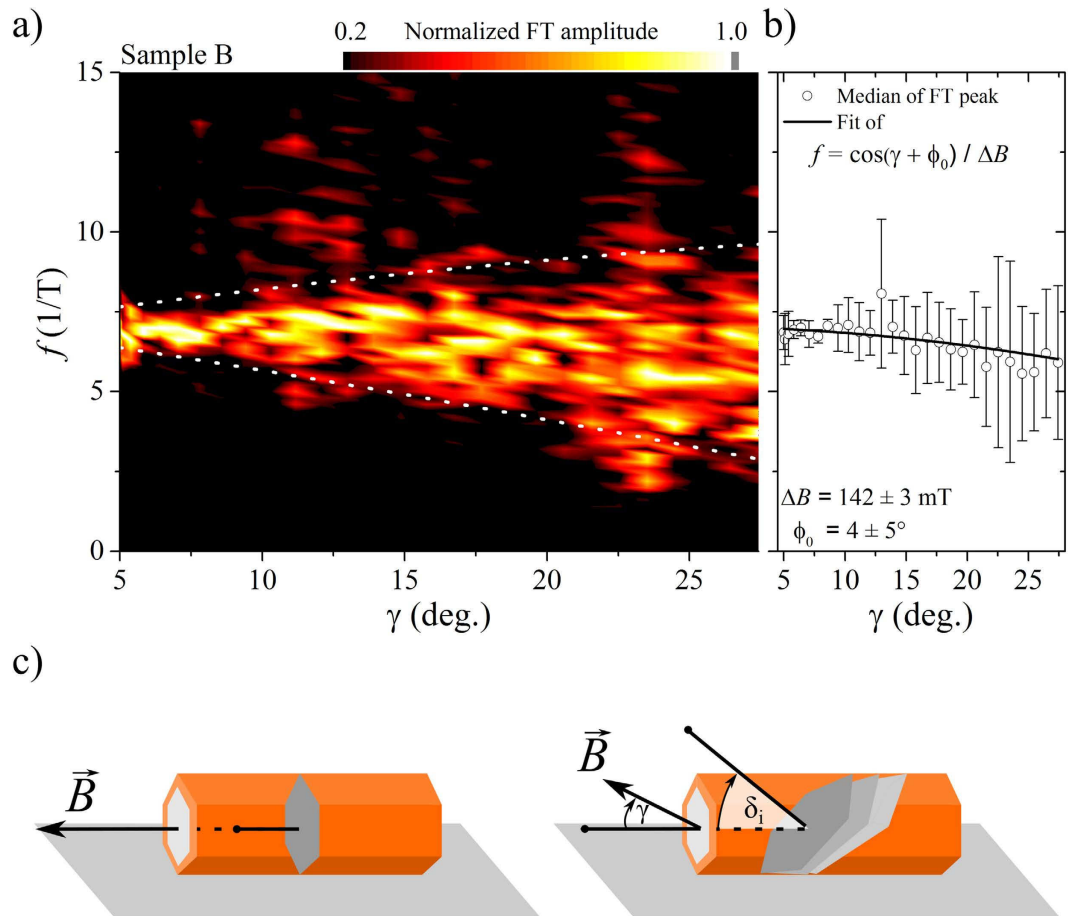 a)
b)
0.2 Normalized FT amplitude 1.0
Sample B
15
10
5
0
f (1/T)
5 10 15 20 25
γ (deg.)
Median of FT peak
Fit of
f = cos(γ + ϕ₀) / ΔB
ΔB = 142 ± 3 mT
ϕ₀ = 4 ± 5°
5 10 15 20 25
γ (deg.)
c)
B⃗
B⃗
γ
δᵢ